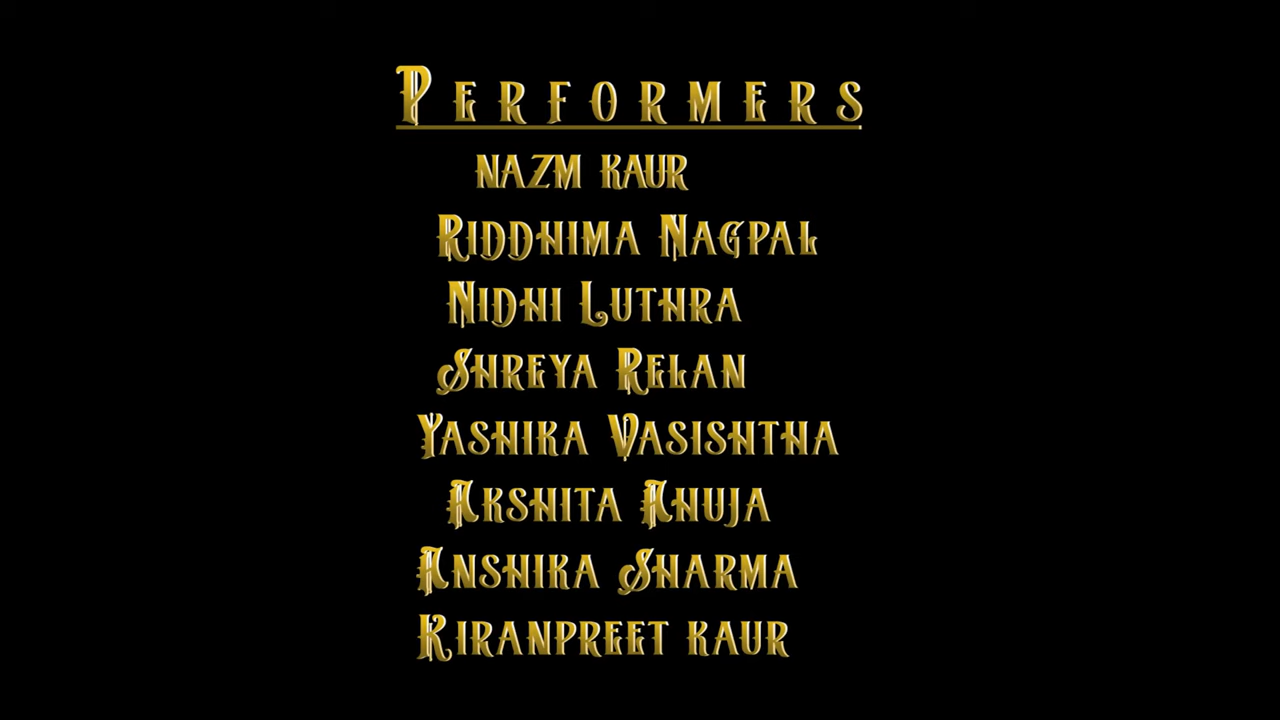 Performers
NAZM KAUR
Riddhima Nagpal
Nidhi Luthra
Shreya Relan
Yashika Vasishtha
Akshita Ahuja
Anshika Sharma
Kiranpreet kaur